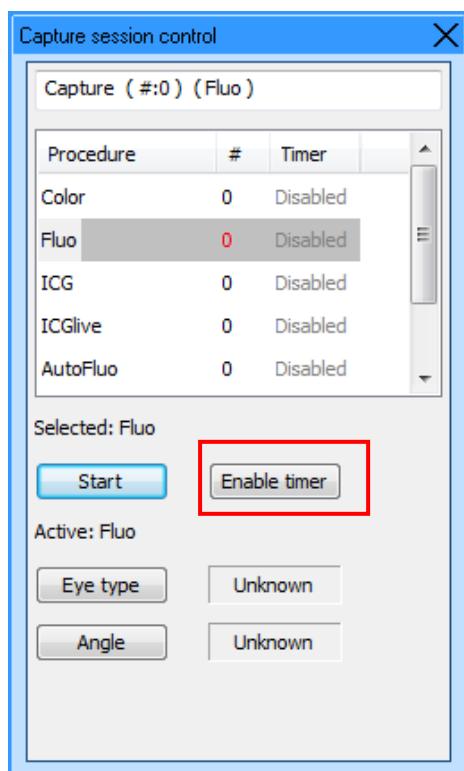 Capture session control
Capture ( #:0 ) ( Fluo )
Procedure # Timer
Color 0 Disabled
Fluo 0 Disabled
ICG 0 Disabled
ICGlive 0 Disabled
AutoFluo 0 Disabled
Selected: Fluo
Start Enable timer
Active: Fluo
Eye type Unknown
Angle Unknown